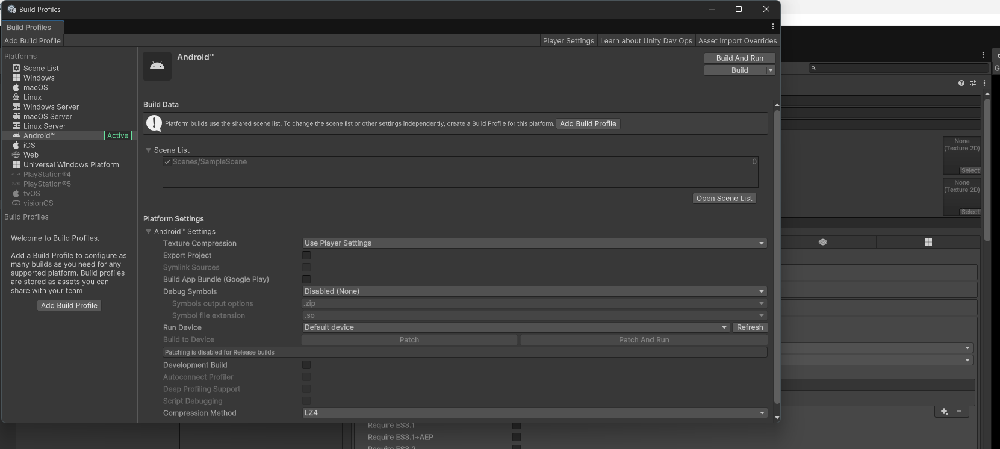 Build Profiles
Build Profiles
Add Build Profile
Player Settings
Learn about Unity Dev Ops
Asset Import Overrides
Platforms
Scene List
Windows
macOS
Linux
Windows Server
macOS Server
Linux Server
Android™
Active
iOS
Web
Universal Windows Platform
PlayStation®4
PlayStation®5
tvOS
visionOS
Build Profiles
Welcome to Build Profiles.
Add a Build Profile to configure as
many builds as you need for any
supported platform. Build profiles
are stored as assets you can
share with your team
Add Build Profile
Android™
Build And Run
Build
Build Data
Platform builds use the shared scene list. To change the scene list or other settings independently, create a Build Profile for this platform.
Add Build Profile
Scene List
Scenes/SampleScene 0
Open Scene List
Platform Settings
Android™ Settings
Texture Compression Use Player Settings
Export Project
Symlink Sources
Build App Bundle (Google Play)
Debug Symbols Disabled (None)
Symbols output options .zip
Symbol file extension .so
Run Device Default device Refresh
Build to Device Patch Patch And Run
Patching is disabled for Release builds
Development Build
Autoconnect Profiler
Deep Profiling Support
Script Debugging
Compression Method LZ4
None
(Texture 2D)
Select
None
(Texture 2D)
Select
Require ES3.1
Require ES3.1+AEP
Require ES3.2